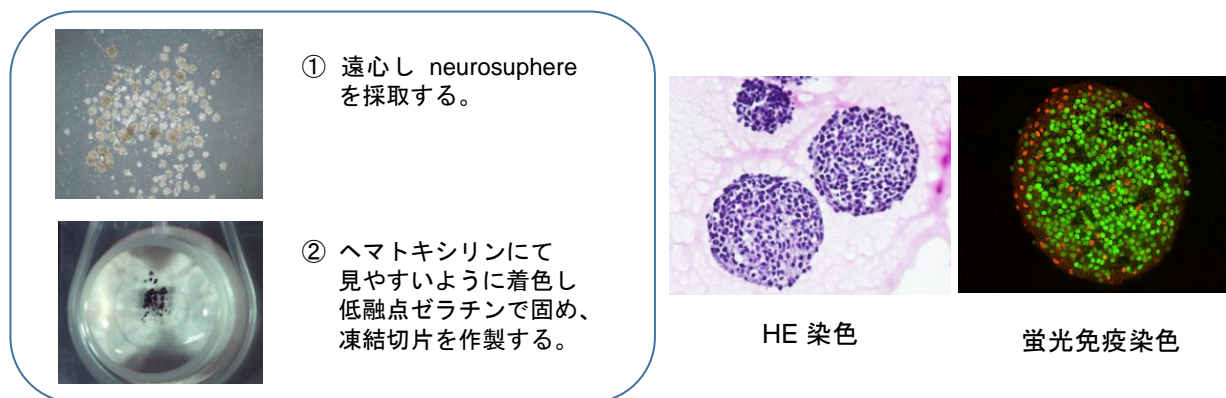 ① 遠心し neurosuphere
を採取する。
② ヘマトキシリンにて
見やすいように着色し
低融点ゼラチンで固め、
凍結切片を作製する。
HE 染色
蛍光免疫染色